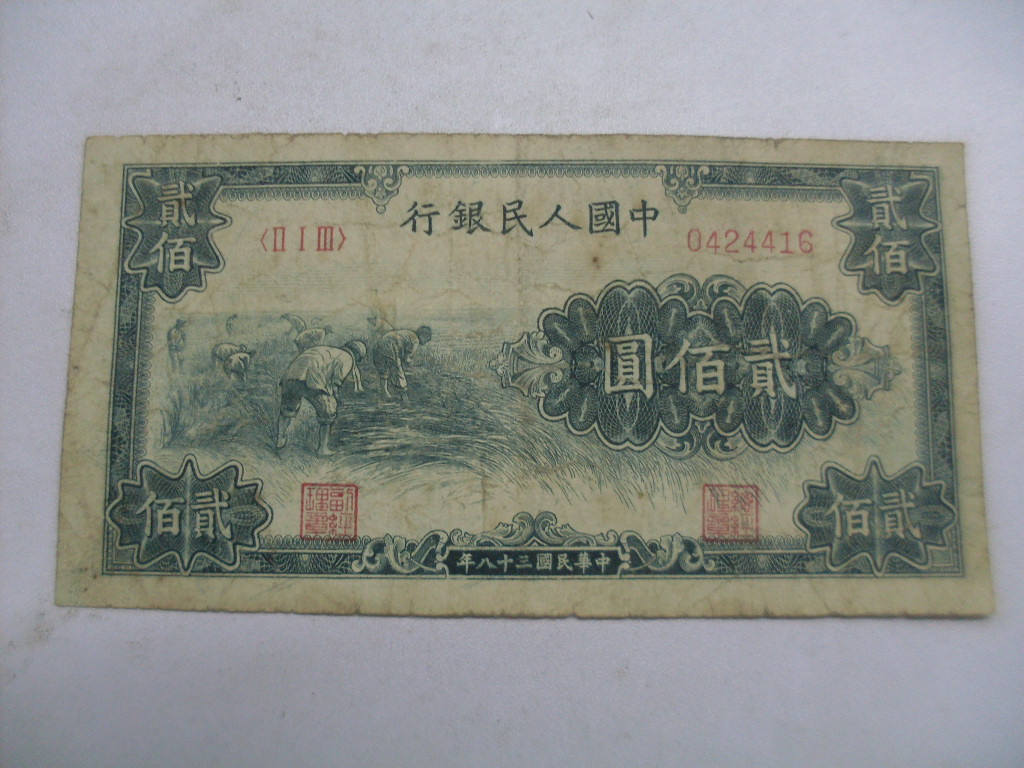 貳佰
中國人民銀行
貳佰
〈II I III〉
0424416
貳佰圓
貳佰
貳佰
中華民國三十八年